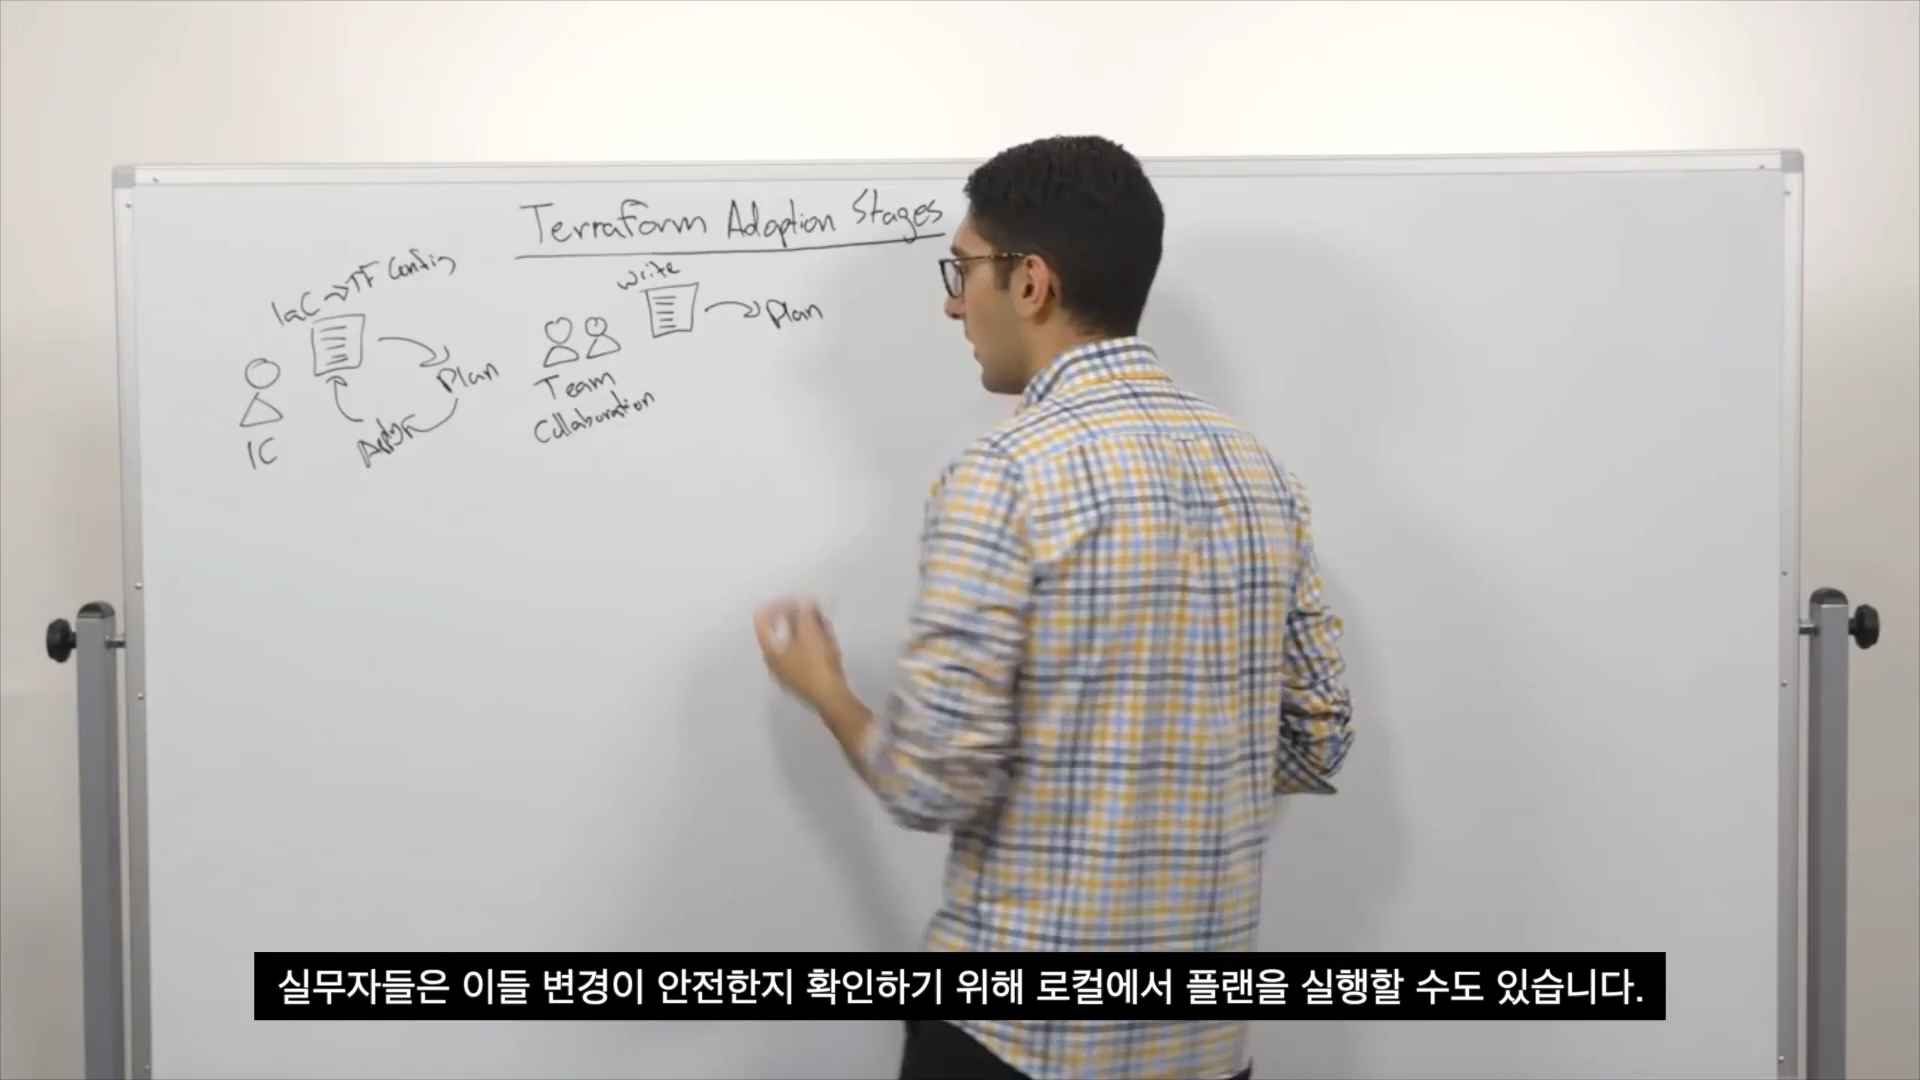 Terraform Adoption Stages
IaC → TF Config
Plan
Apply
IC
write
Plan
Team
Collaboration
실무자들은 이들 변경이 안전한지 확인하기 위해 로컬에서 플랜을 실행할 수도 있습니다.